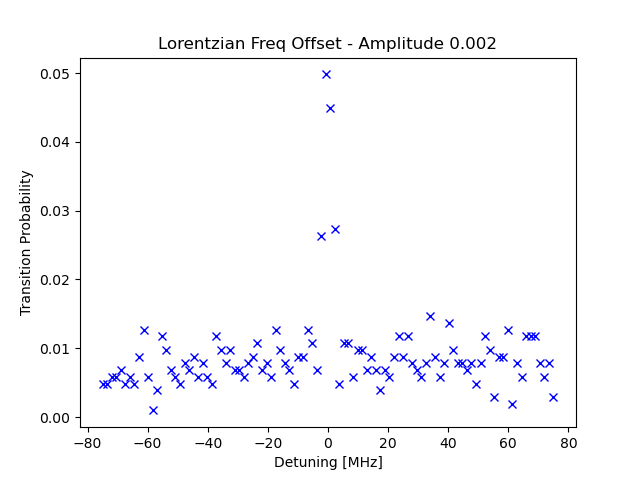 Lorentzian Freq Offset - Amplitude 0.002
0.05
0.04
0.03
0.02
0.01
0.00
Transition Probability
−80 −60 −40 −20 0 20 40 60 80
Detuning [MHz]